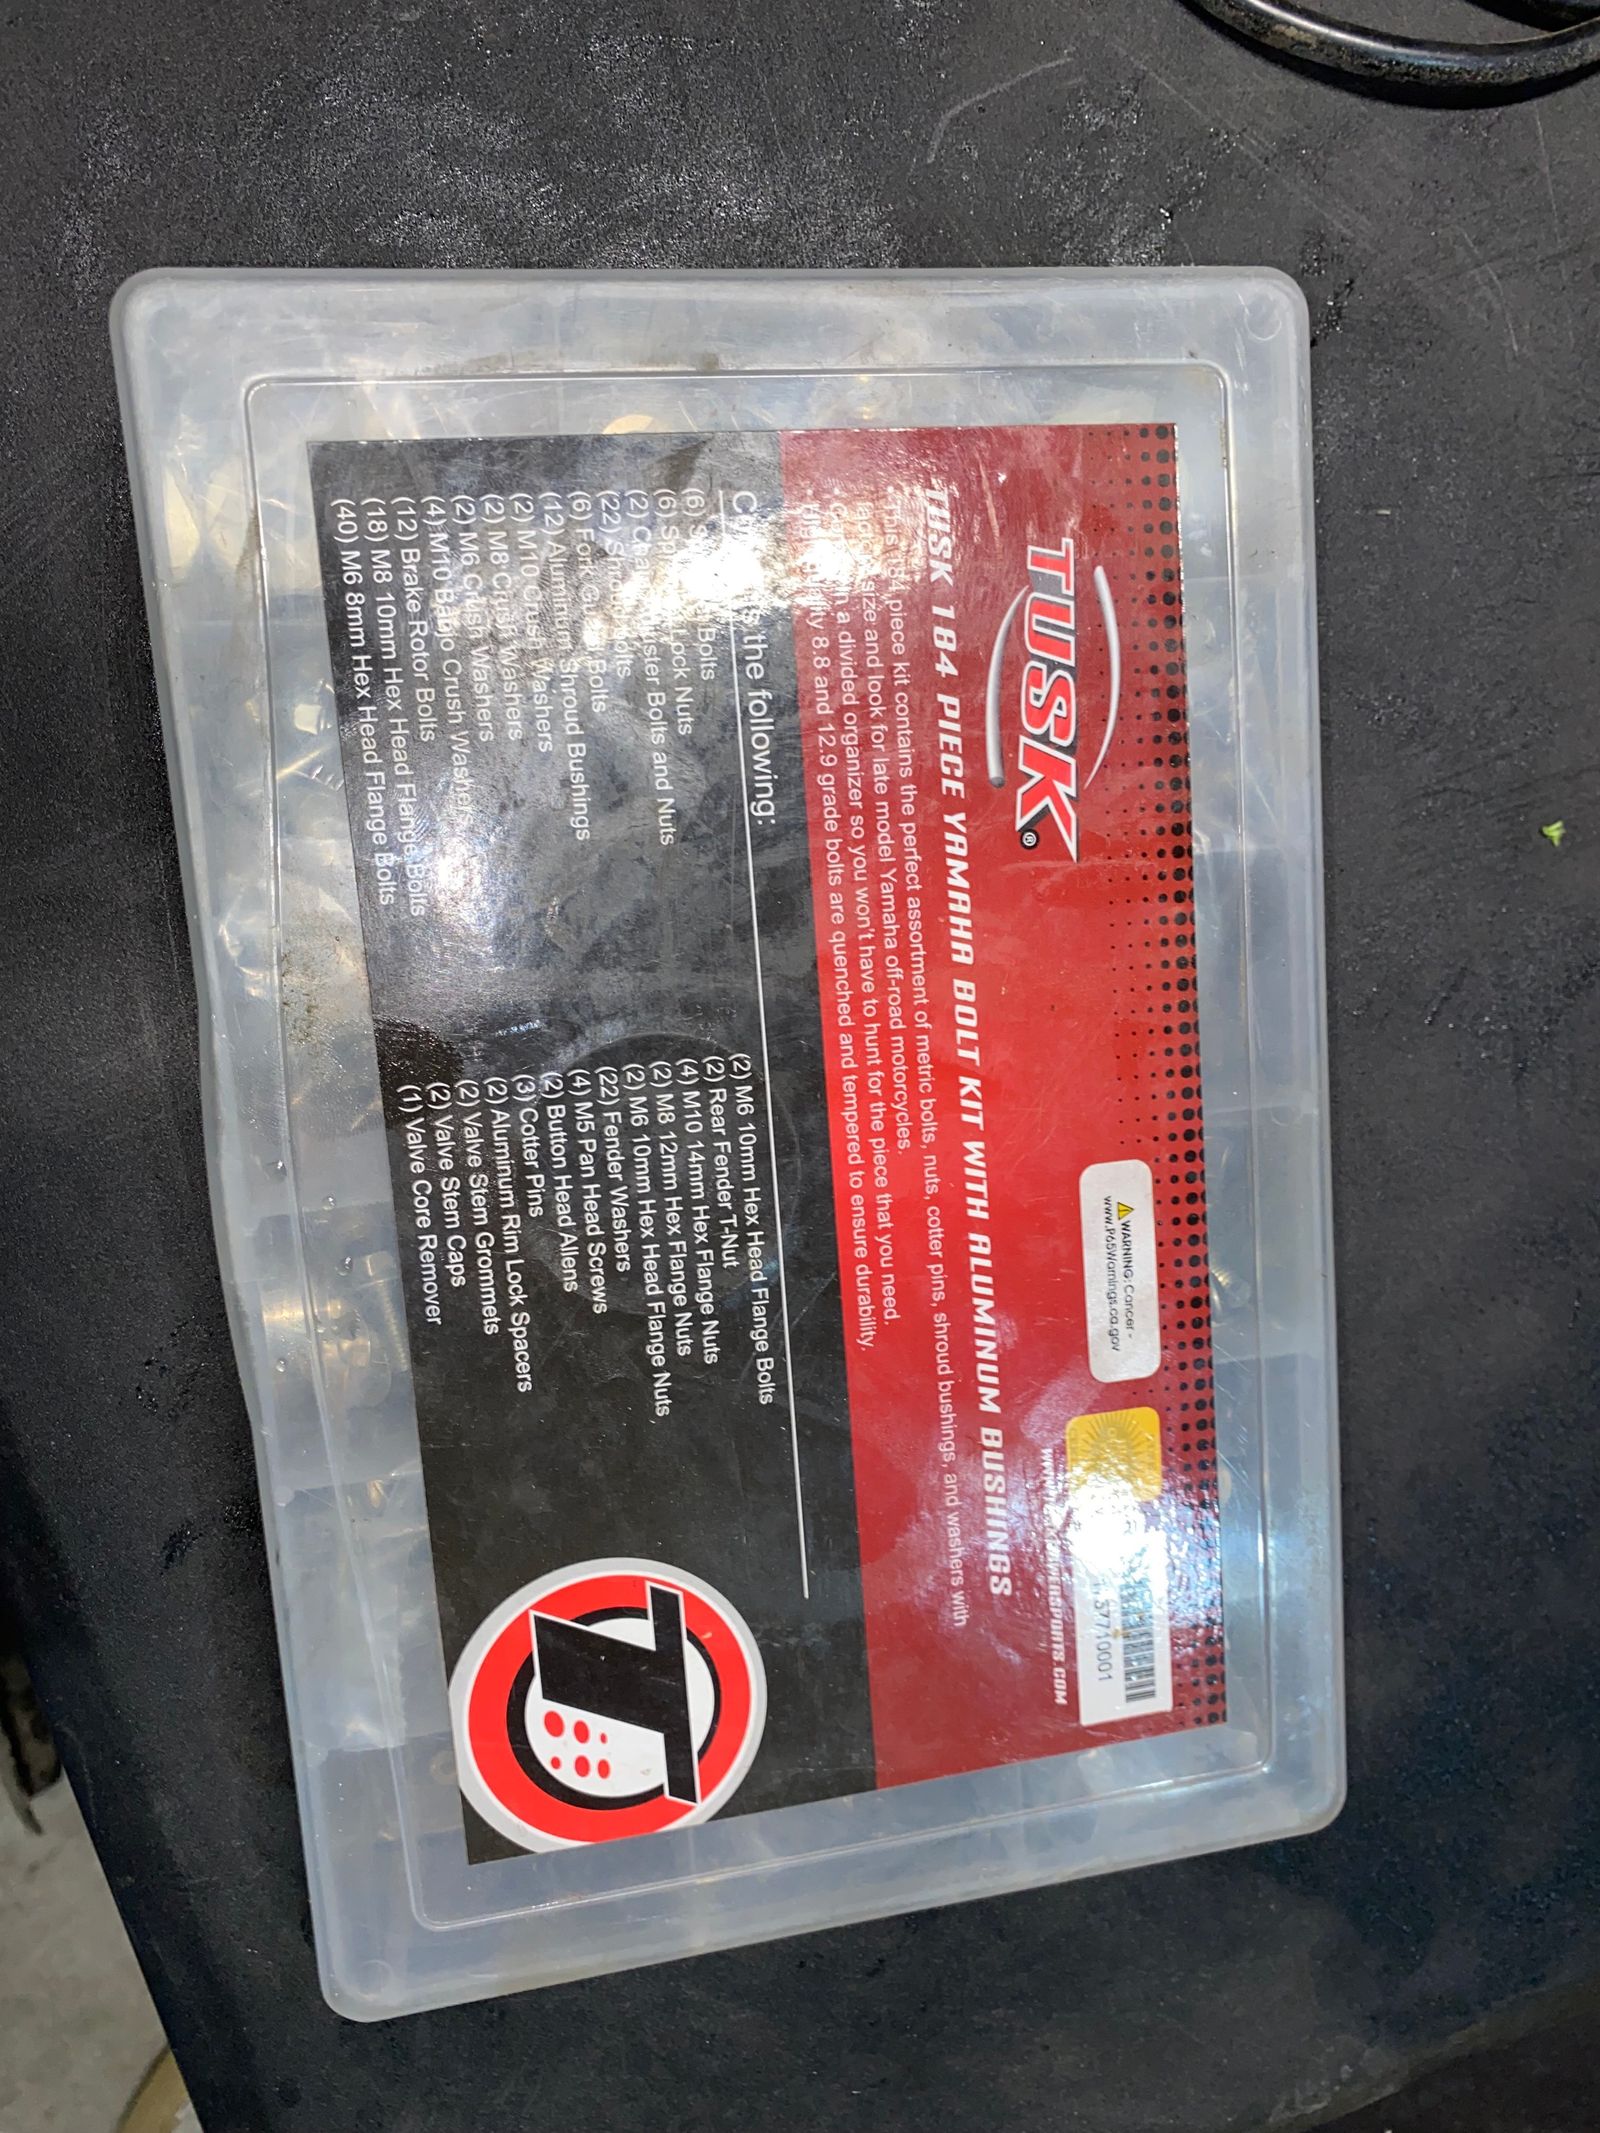 TUSK®
⚠ WARNING: Cancer -
www.P65Warnings.ca.gov
TUSK 184 PIECE YAMAHA BOLT KIT WITH ALUMINUM BUSHINGS
piece kit contains the perfect assortment of metric bolts, nuts, cotter pins, shroud bushings, and washers with
size and look for late model Yamaha off-road motorcycles.
a divided organizer so you won't have to hunt for the piece that you need.
8.8 and 12.9 grade bolts are quenched and tempered to ensure durability.
the following:
(6) Bolts
(6) Lock Nuts
(2) Bolts and Nuts
(22)
(6) Fork Bolts
(12) Aluminum Shroud Bushings
(2) M10 Crush Washers
(2) M8 Crush Washers
(2) M6 Crush Washers
(4) M10 Banjo Crush Washers
(12) Brake Rotor Bolts
(18) M8 10mm Hex Head Flange Bolts
(40) M6 8mm Hex Head Flange Bolts
(2) M6 10mm Hex Head Flange Bolts
(2) Rear Fender T-Nut
(4) M10 14mm Hex Flange Nuts
(2) M8 12mm Hex Flange Nuts
(2) M6 10mm Hex Head Flange Nuts,
(22) Fender Washers
(4) M5 Pan Head Screws
(2) Button Head Allens
(3) Cotter Pins
(2) Aluminum Rim Lock Spacers
(2) Valve Stem Grommets
(2) Valve Stem Caps
(1) Valve Core Remover